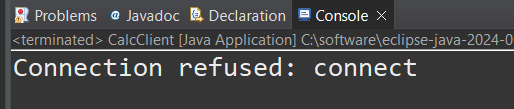 Problems Javadoc Declaration Console
<terminated> CalcClient [Java Application] C:\software\eclipse-java-2024-0
Connection refused: connect